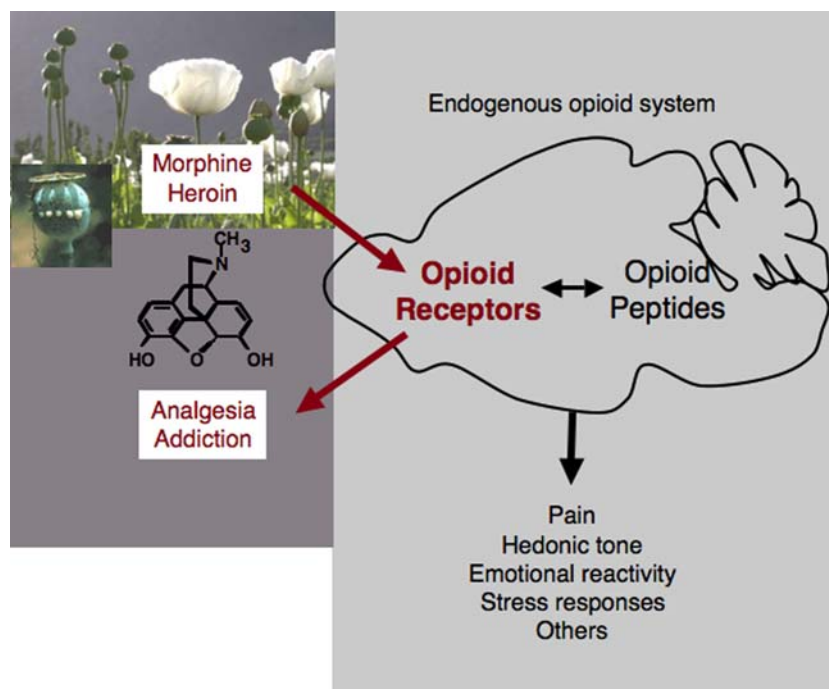 Endogenous opioid system
Morphine
Heroin
CH3
N
HO
O
OH
Opioid
Receptors
Opioid
Peptides
Analgesia
Addiction
Pain
Hedonic tone
Emotional reactivity
Stress responses
Others